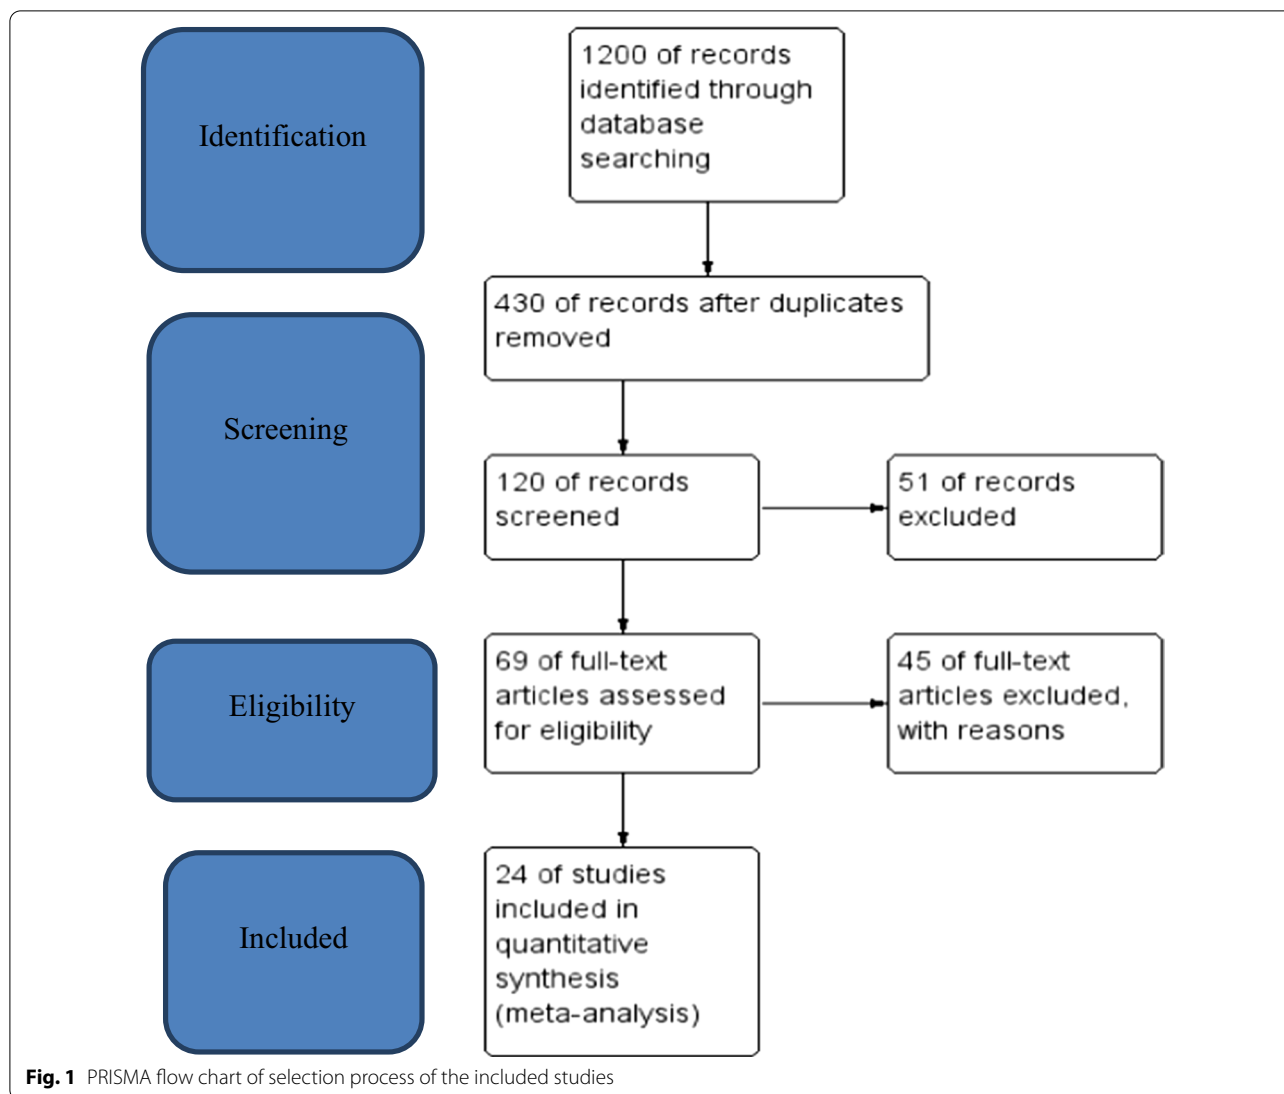 Identification
1200 of records
identified through
database
searching
430 of records after duplicates
removed
Screening
120 of records
screened
51 of records
excluded
Eligibility
69 of full-text
articles assessed
for eligibility
45 of full-text
articles excluded,
with reasons
Included
24 of studies
included in
quantitative
synthesis
(meta-analysis)
Fig. 1 PRISMA flow chart of selection process of the included studies